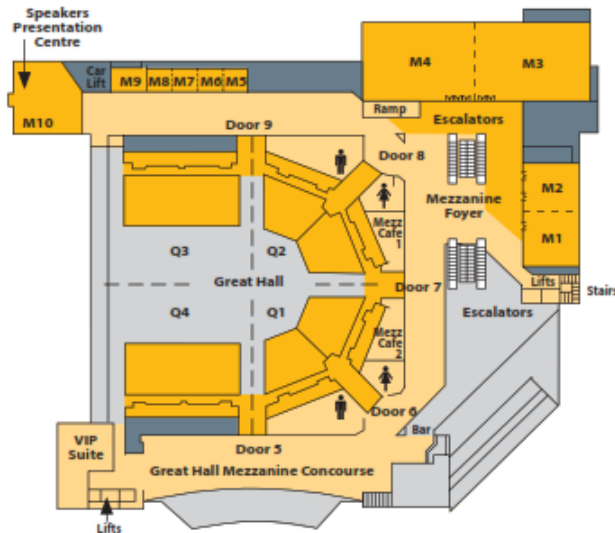 Speakers
Presentation
Centre
M4
M3
Car
Lift
M9
M8
M7
M6
M5
M10
Ramp
Escalators
Door 9
Door 8
M2
Mezzanine
Foyer
M1
Mezz
Cafe
1
Q3
Q2
Great Hall
Door 7
Lifts
Stairs
Q4
Q1
Escalators
Mezz
Cafe
2
Door 6
Bar
VIP
Suite
Door 5
Great Hall Mezzanine Concourse
Lifts